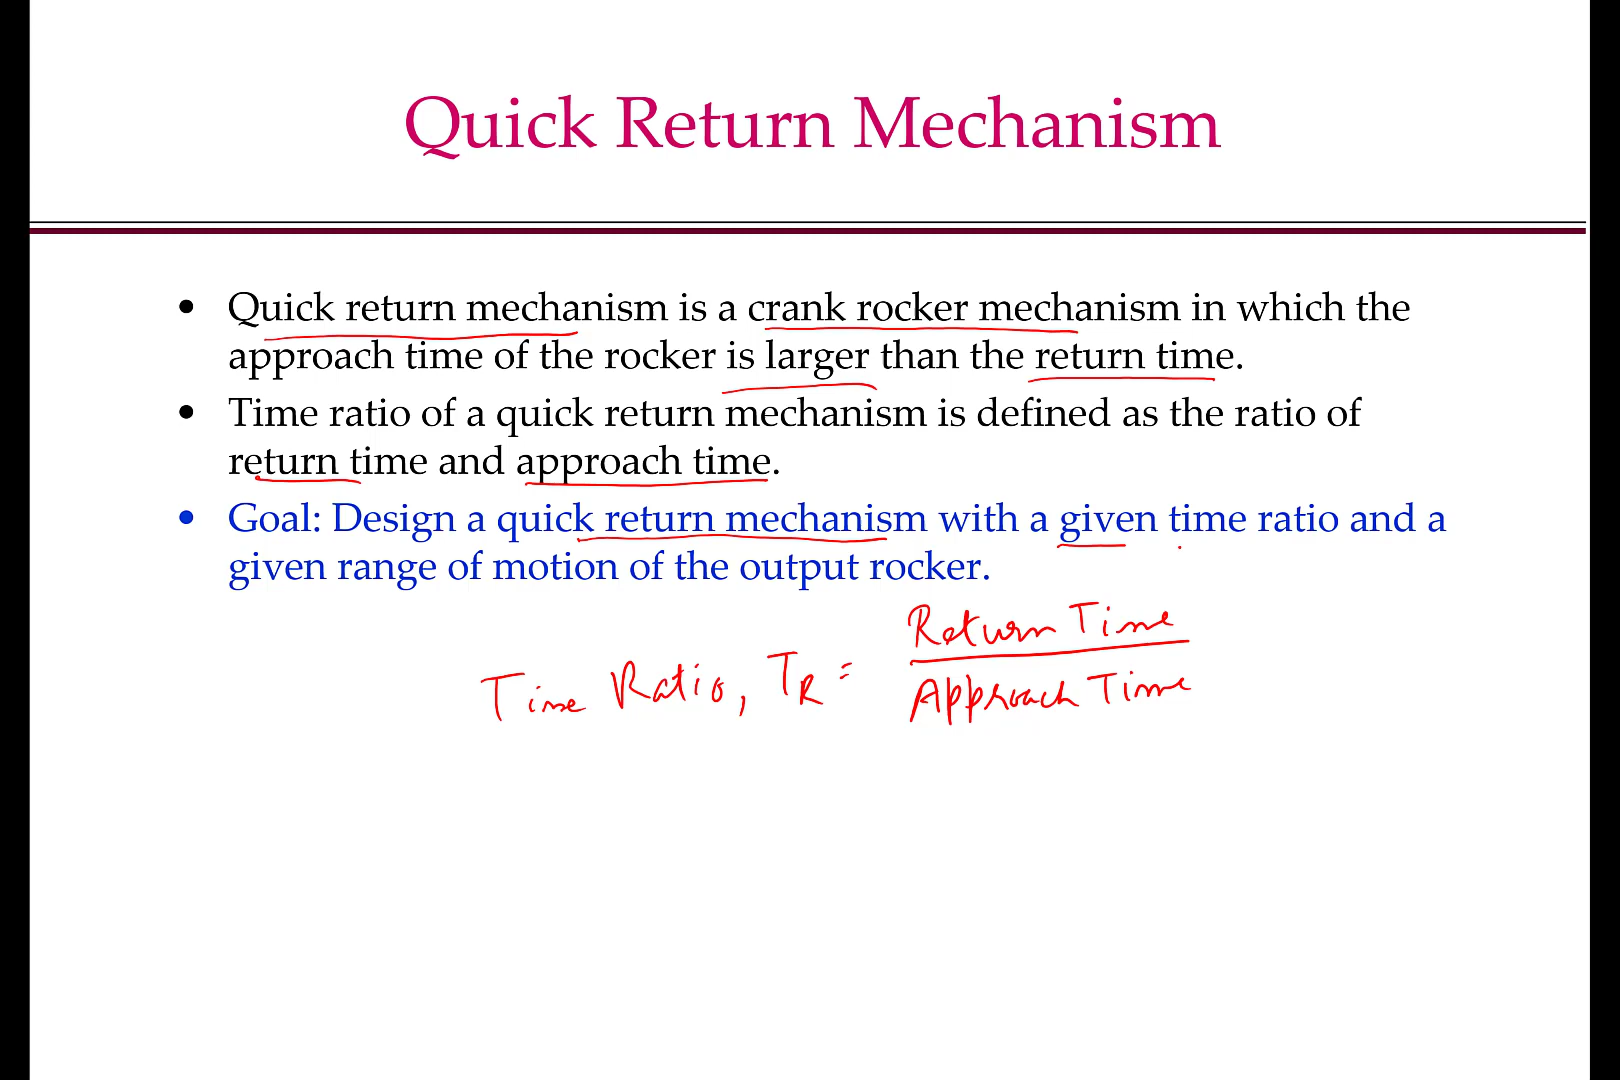 Quick Return Mechanism
• Quick return mechanism is a crank rocker mechanism in which the
approach time of the rocker is larger than the return time.
• Time ratio of a quick return mechanism is defined as the ratio of
return time and approach time.
• Goal: Design a quick return mechanism with a given time ratio and a
given range of motion of the output rocker.
Return Time
Time Ratio, TR =
Approach Time